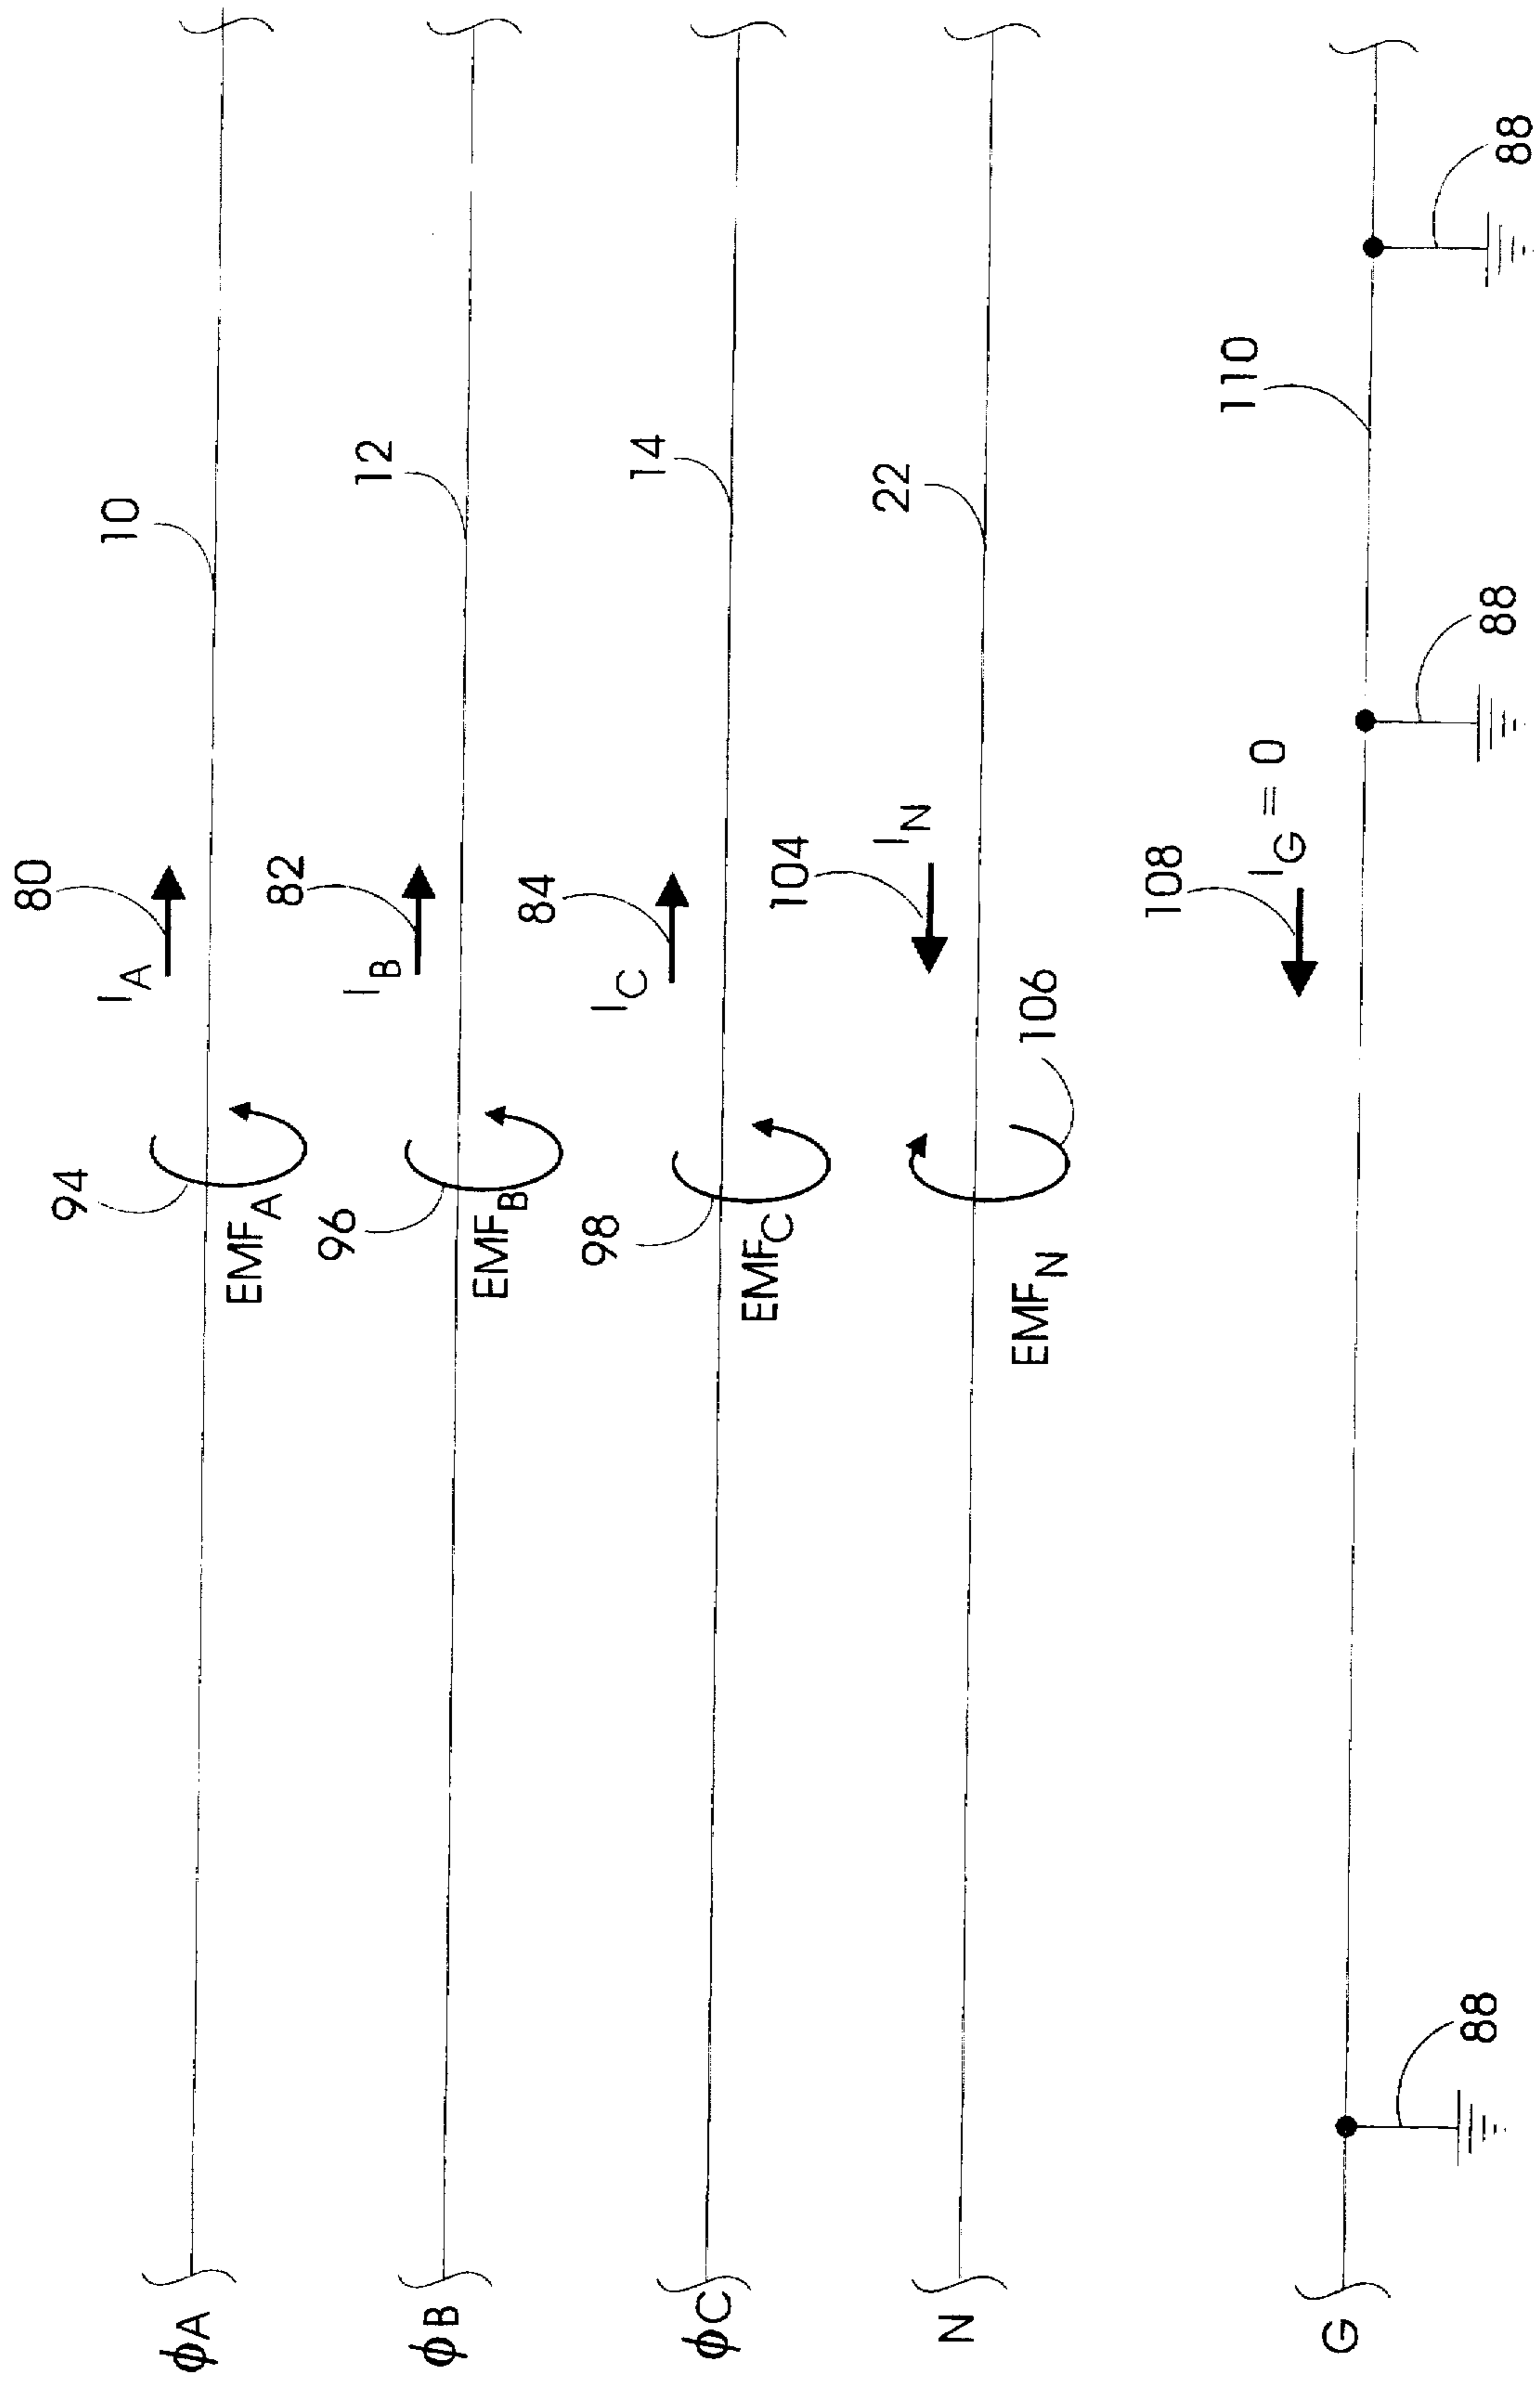 ϕA
94
EMF_A
I_A
80
10
ϕB
96
EMF_B
I_B
82
12
ϕC
98
EMF_C
I_C
84
14
N
EMF_N
106
104
I_N
22
G
88
108
I_G = 0
88
110
88